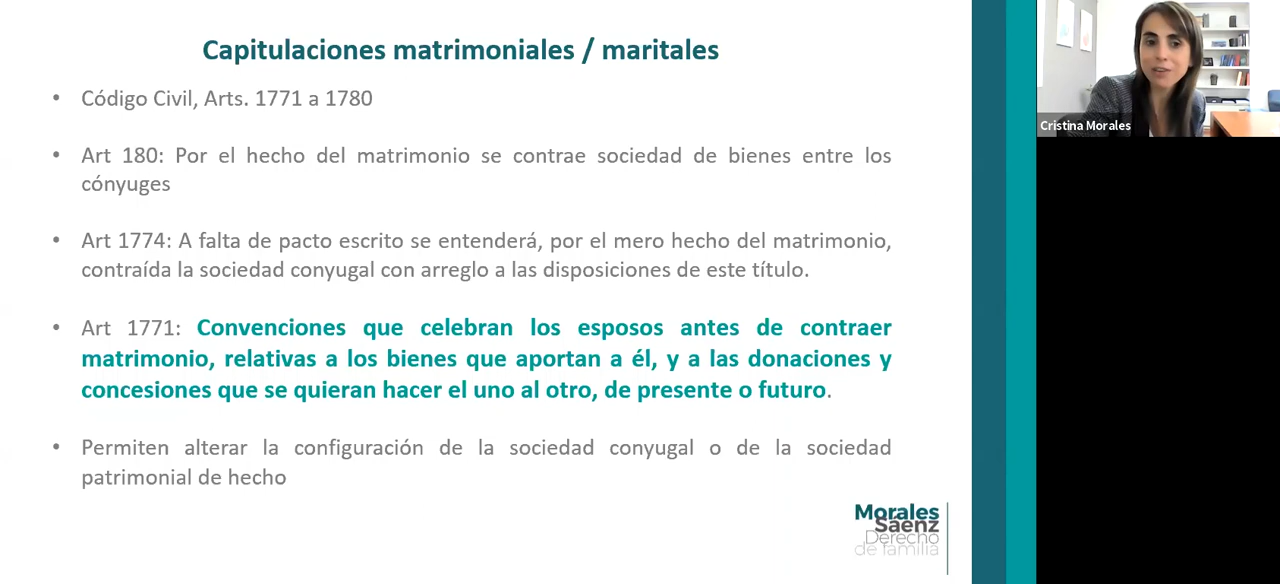 Capitulaciones matrimoniales / maritales
• Código Civil, Arts. 1771 a 1780
• Art 180: Por el hecho del matrimonio se contrae sociedad de bienes entre los
cónyuges
• Art 1774: A falta de pacto escrito se entenderá, por el mero hecho del matrimonio,
contraída la sociedad conyugal con arreglo a las disposiciones de este título.
• Art 1771: Convenciones que celebran los esposos antes de contraer
matrimonio, relativas a los bienes que aportan a él, y a las donaciones y
concesiones que se quieran hacer el uno al otro, de presente o futuro.
• Permiten alterar la configuración de la sociedad conyugal o de la sociedad
patrimonial de hecho
Morales
Sáenz
Derecho
de familia
Cristina Morales